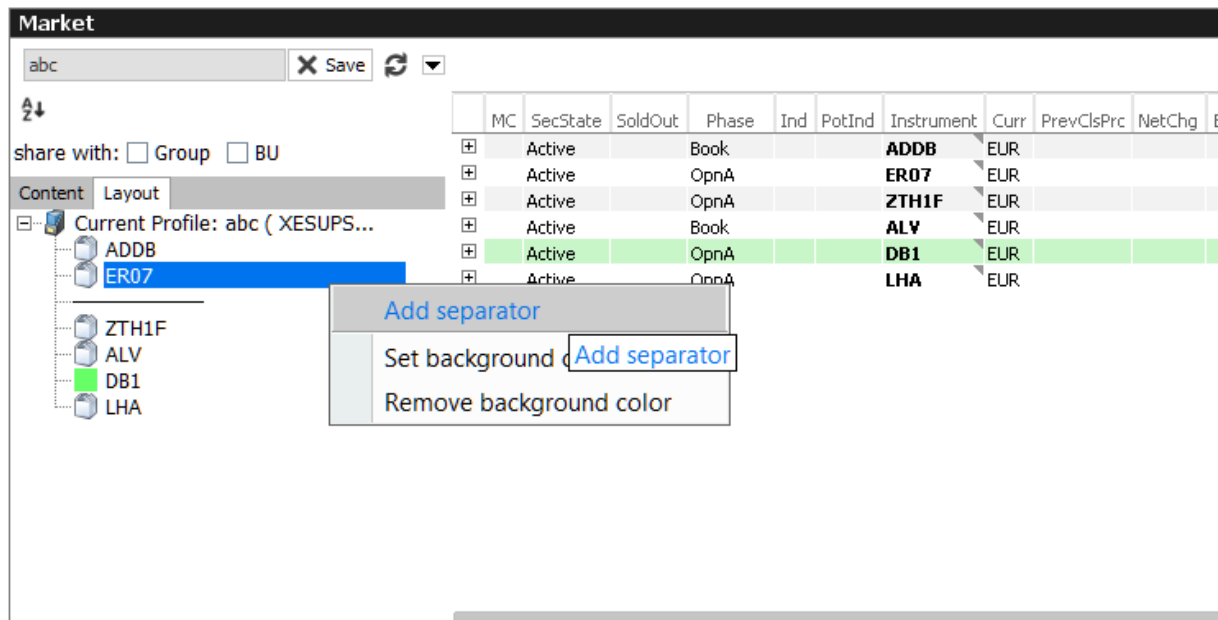 Market
abc
Save
A
Z
share with: Group BU
Content Layout
Current Profile: abc ( XESUPS...
ADDB
ER07
ZTH1F
ALV
DB1
LHA
Add separator
Set background c
Add separator
Remove background color
MC SecState SoldOut Phase Ind PotInd Instrument Curr PrevClsPrc NetChg
Active Book ADDB EUR
Active OpnA ER07 EUR
Active OpnA ZTH1F EUR
Active Book ALV EUR
Active OpnA DB1 EUR
Active OpnA LHA EUR